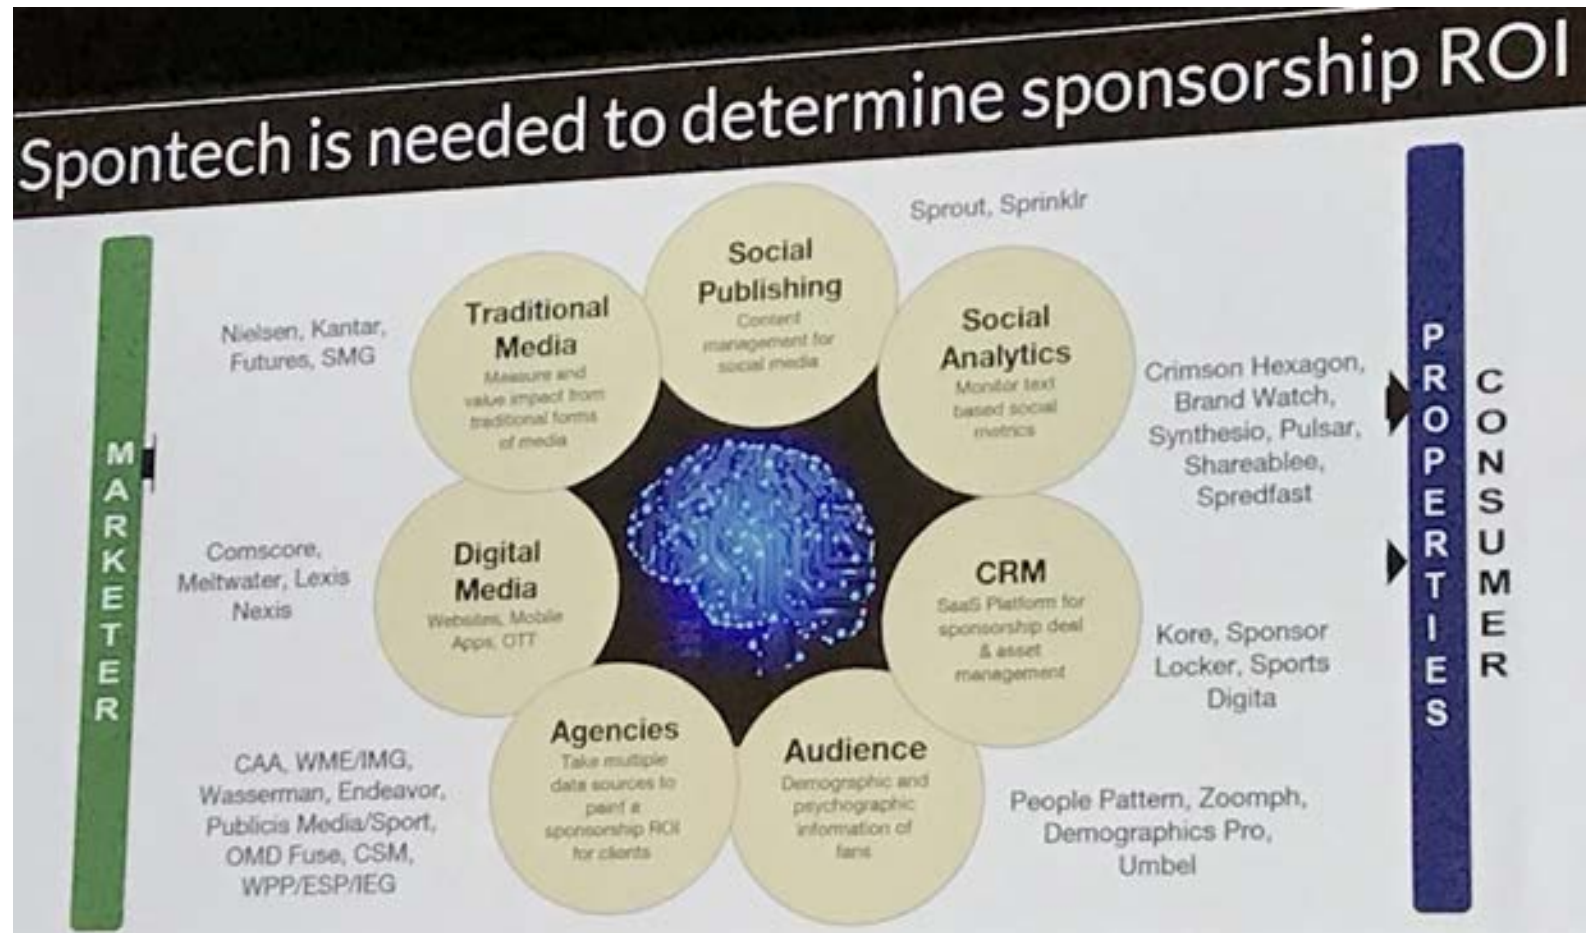 Spontech is needed to determine sponsorship ROI
Sprout, Sprinklr
Social
Publishing
Content
management for
social media
Nielsen, Kantar,
Futures, SMG
Traditional
Media
Measure and
value impact from
traditional forms
of media
Social
Analytics
Monitor text
based social
metrics
Crimson Hexagon,
Brand Watch,
Synthesio, Pulsar,
Shareablee,
Spredfast
MARKETER
PROPERTIES
CONSUMER
Comscore,
Meltwater, Lexis
Nexis
Digital
Media
Websites, Mobile
Apps, OTT
CRM
SaaS Platform for
sponsorship deal
& asset
management
Kore, Sponsor
Locker, Sports
Digita
CAA, WME/IMG,
Wasserman, Endeavor,
Publicis Media/Sport,
OMD Fuse, CSM,
WPP/ESP/IEG
Agencies
Take multiple
data sources to
paint a
sponsorship ROI
for clients
Audience
Demographic and
psychographic
information of
fans
People Pattern, Zoomph,
Demographics Pro,
Umbel